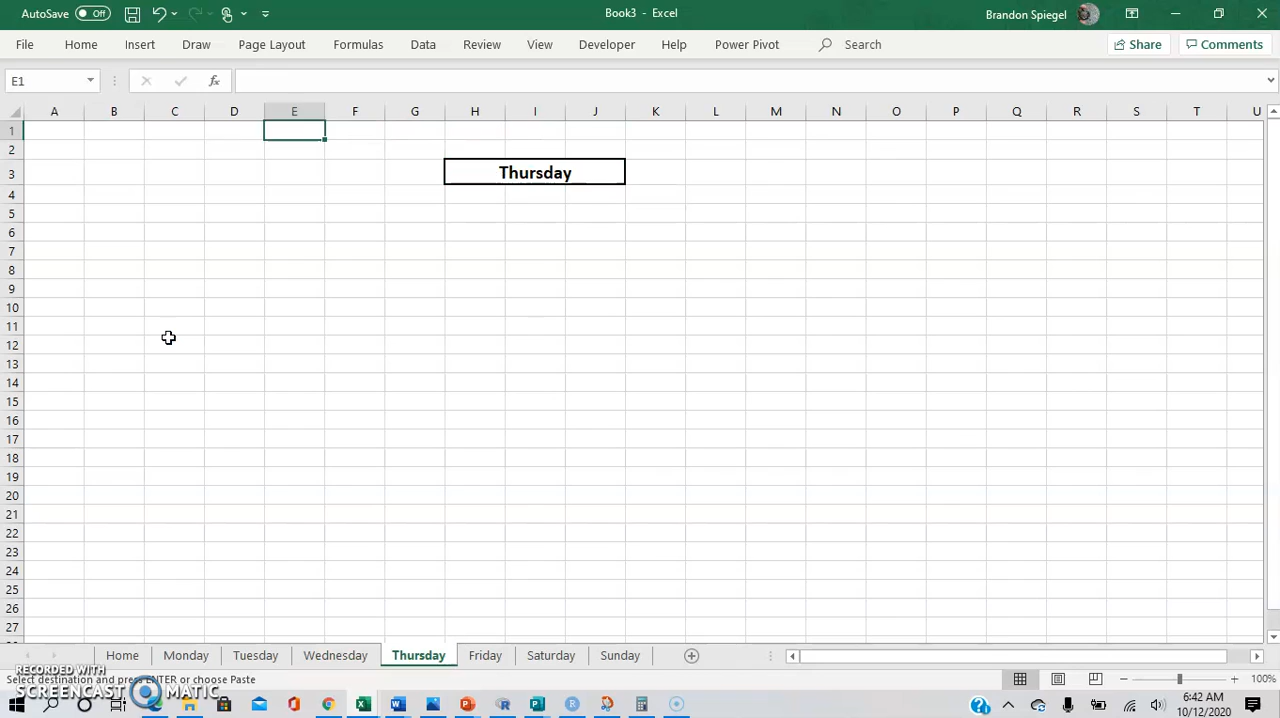 AutoSave Off Book3 - Excel Brandon Spiegel
File Home Insert Draw Page Layout Formulas Data Review View Developer Help Power Pivot Search Share Comments
E1 fx
A B C D E F G H I J K L M N O P Q R S T U
1
2
3 Thursday
4
5
6
7
8
9
10
11
12
13
14
15
16
17
18
19
20
21
22
23
24
25
26
27
Home Monday Tuesday Wednesday Thursday Friday Saturday Sunday
RECORDED WITH
Select destination and press ENTER or choose Paste 100%
SCREENCAST MATIC
6:42 AM
10/12/2020